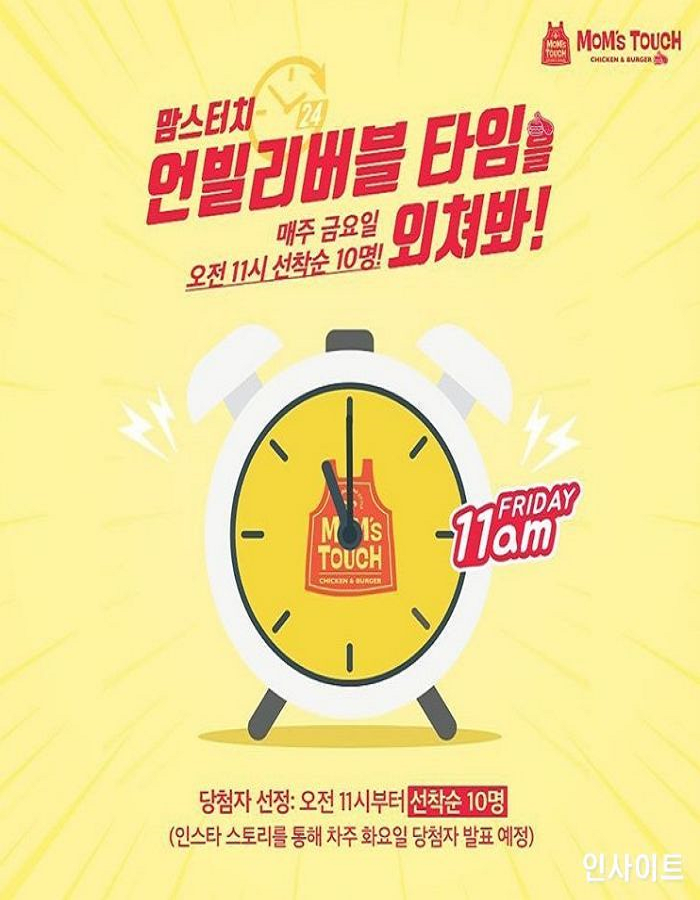 MOM'S TOUCH
MOM'S TOUCH
CHICKEN & BURGER
24
맘스터치
언빌리버블 타임을
매주 금요일
외쳐봐!
오전 11시 선착순 10명!
FRIDAY
11am
MOM'S
TOUCH
CHICKEN & BURGER
당첨자 선정: 오전 11시부터 선착순 10명
(인스타 스토리를 통해 차주 화요일 당첨자 발표 예정)
인사이트